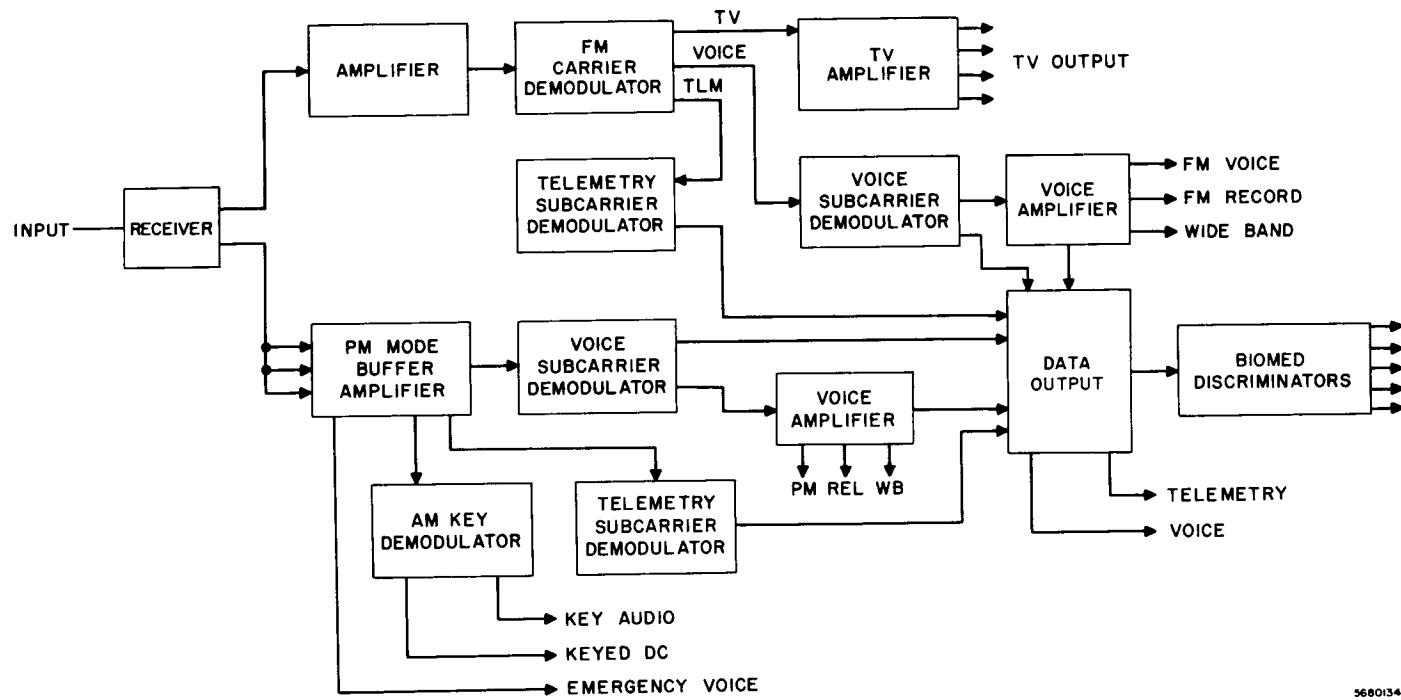 TV
AMPLIFIER
FM
CARRIER
DEMODULATOR
VOICE
TLM
TV
AMPLIFIER
TV OUTPUT
TELEMETRY
SUBCARRIER
DEMODULATOR
VOICE
SUBCARRIER
DEMODULATOR
VOICE
AMPLIFIER
FM VOICE
FM RECORD
WIDE BAND
INPUT
RECEIVER
PM MODE
BUFFER
AMPLIFIER
VOICE
SUBCARRIER
DEMODULATOR
VOICE
AMPLIFIER
DATA
OUTPUT
BIOMED
DISCRIMINATORS
PM REL WB
AM KEY
DEMODULATOR
TELEMETRY
SUBCARRIER
DEMODULATOR
TELEMETRY
VOICE
KEY AUDIO
KEYED DC
EMERGENCY VOICE
5680134